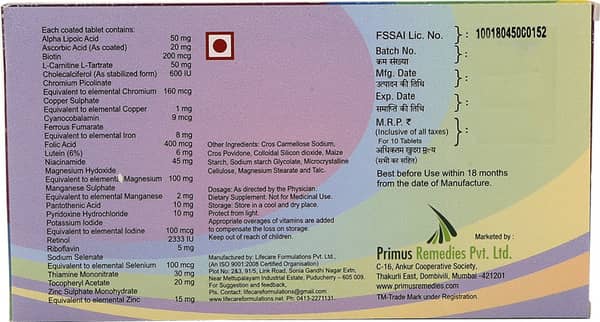 Each coated tablet contains:
Alpha Lipoic Acid 50 mg
Ascorbic Acid (As coated) 20 mg
Biotin 200 mcg
L-Carnitine L-Tartrate 50 mg
Cholecalciferol (As stabilized form) 600 IU
Chromium Picolinate
Equivalent to elemental Chromium 160 mcg
Copper Sulphate
Equivalent to elemental Copper 1 mg
Cyanocobalamin 9 mcg
Ferrous Fumarate
Equivalent to elemental Iron 8 mg
Folic Acid 400 mcg
Lutein (6%) 6 mg
Niacinamide 45 mg
Magnesium Hydoxide
Equivalent to elemental Magnesium 100 mg
Manganese Sulphate
Equivalent to elemental Manganese 2 mg
Pantothenic Acid 10 mg
Pyridoxine Hydrochloride 10 mg
Potassium Iodide
Equivalent to elemental Iodine 100 mcg
Retinol 2333 IU
Riboflavin 5 mg
Sodium Selenate
Equivalent to elemental Selenium 100 mcg
Thiamine Mononitrate 30 mg
Tocopheryl Acetate 20 mg
Zinc Sulphate Monohydrate
Equivalent to elemental Zinc 15 mg
Other Ingredients: Cros Carmellose Sodium,
Cros Povidone, Colloidal Silicon dioxide, Maize
Starch, Sodium starch Glycolate, Microcrystalline
Cellulose, Magnesium Stearate and Talc.
Dosage: As directed by the Physician.
Dietary Supplement: Not for Medicinal Use.
Storage: Store in a cool and dry place.
Protect from light.
Appropriate overages of vitamins are added
to compensate the loss on storage.
Keep out of reach of children.
Manufactured by: Lifecare Formulations Pvt. Ltd.,
(An ISO 9001:2008 Certified Organisation)
Plot No: 2&3, 91/5, Link Road, Sonia Gandhi Nagar Extn,
Near Mettupalayam Industrial Estate, Puducherry – 605 009.
For Suggestion and feedback,
Pls. Contact: lifecareformulations@gmail.com,
www.lifecareformulations.net, Ph: 0413-2271131.
FSSAI Lic. No. : 10018045000152
Batch No. :
क्रम संख्या
Mfg. Date :
उत्पादन की तिथि
Exp. Date :
समाप्ति की तिथि
M.R.P. ₹ :
(Inclusive of all taxes)
For 10 Tablets
अधिकतम खुदरा मूल्य
(सभी कर सहित)
Best before Use within 18 months
from the date of Manufacture.
Marketed by :
Primus Remedies Pvt. Ltd.
C-16, Ankur Cooperative Society,
Thakurli East, Dombivili, Mumbai -421201
www.primusremedies.com
TM-Trade Mark under Registration.